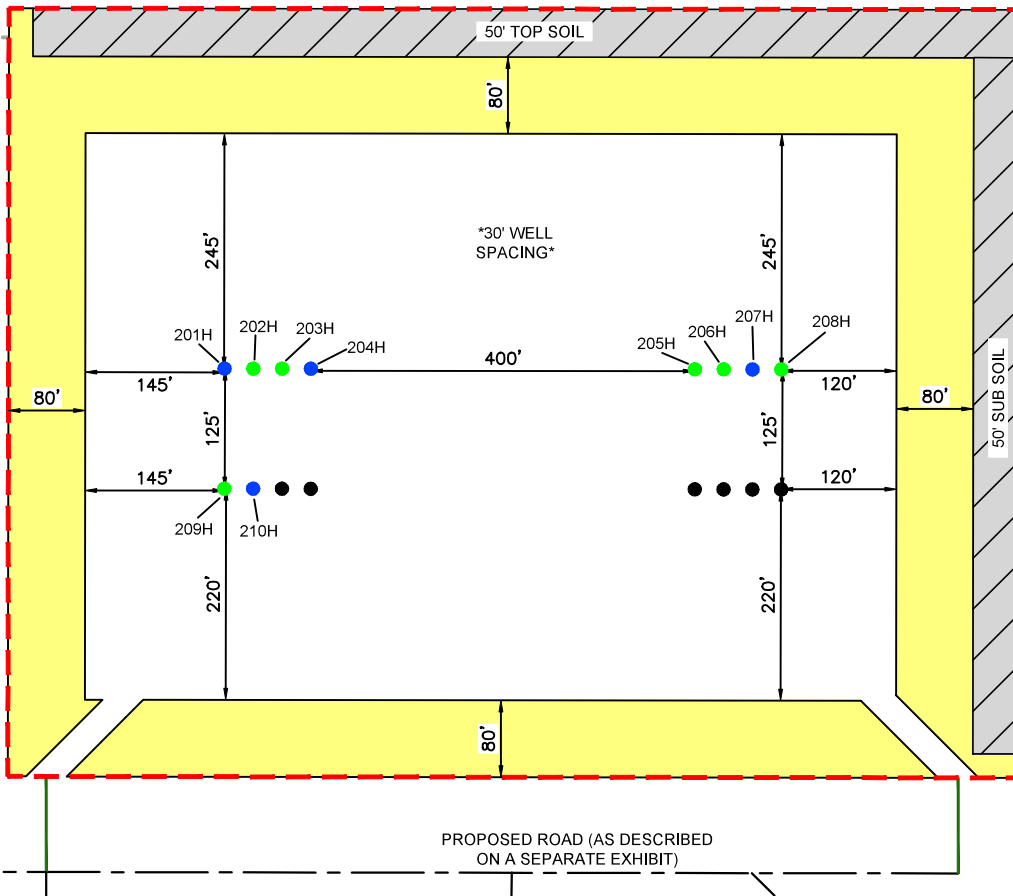 50' TOP SOIL
80'
245'
*30' WELL
SPACING*
245'
201H
202H
203H
204H
205H
206H
207H
208H
400'
145'
120'
80'
80'
50' SUB SOIL
125'
125'
145'
120'
209H
210H
220'
220'
80'
PROPOSED ROAD (AS DESCRIBED
ON A SEPARATE EXHIBIT)